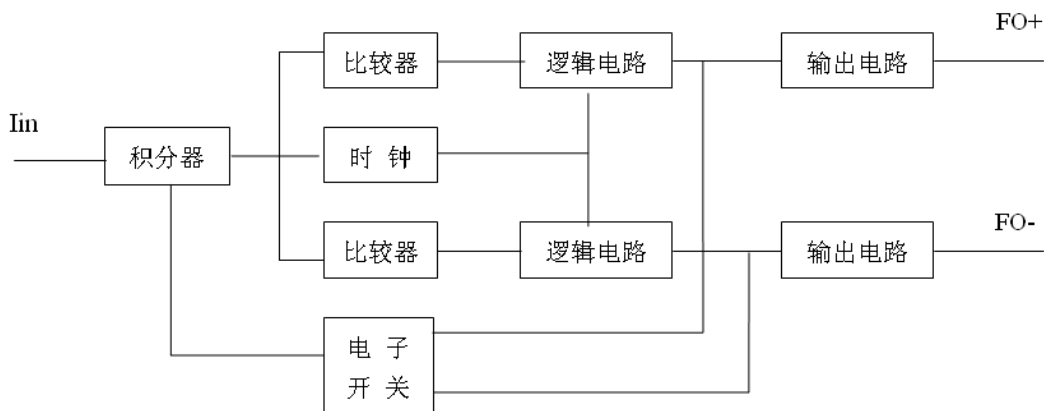 FO+
比较器
逻辑电路
输出电路
Iin
积分器
时 钟
FO-
比较器
逻辑电路
输出电路
电 子
开 关